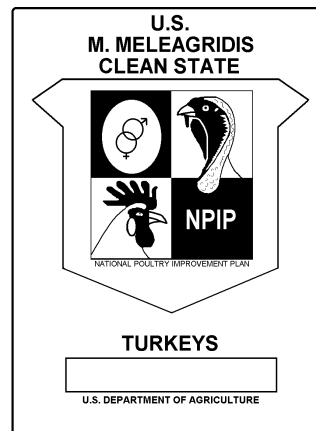 U.S.
M. MELEAGRIDIS
CLEAN STATE
NPIP
NATIONAL POULTRY IMPROVEMENT PLAN
TURKEYS
U.S. DEPARTMENT OF AGRICULTURE